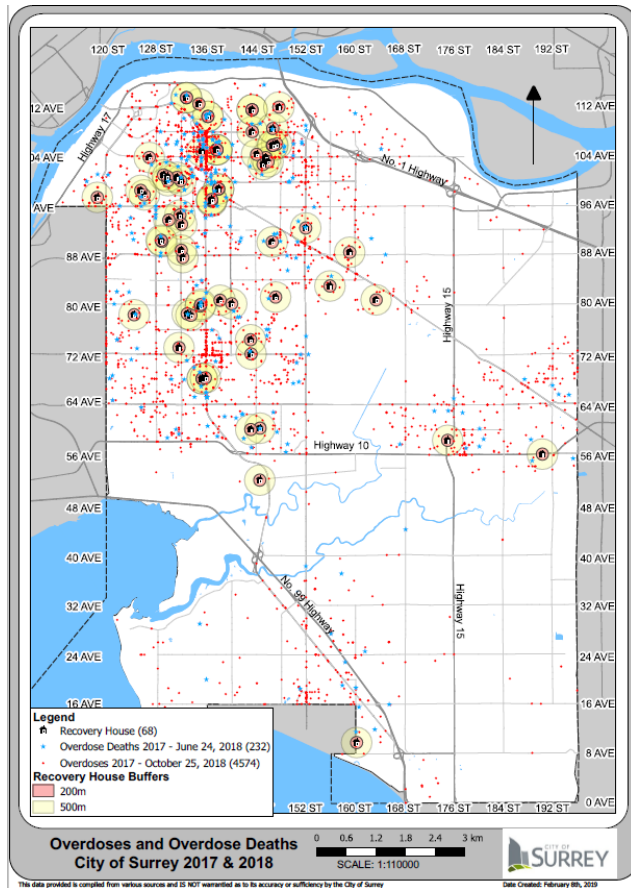 120 ST 128 ST 136 ST 144 ST 152 ST 160 ST 168 ST 176 ST 184 ST 192 ST
12 AVE
112 AVE
Highway 17
04 AVE
104 AVE
No. 1 Highway
AVE
96 AVE
88 AVE
88 AVE
80 AVE
80 AVE
Highway 15
72 AVE
72 AVE
64 AVE
64 AVE
Highway 10
56 AVE
56 AVE
48 AVE
48 AVE
40 AVE
40 AVE
No. 99 Highway
Highway 15
32 AVE
32 AVE
24 AVE
24 AVE
16 AVE
16 AVE
8 AVE
0 AVE
152 ST 160 ST 168 ST 176 ST 184 ST 192 ST
Legend
Recovery House (68)
Overdose Deaths 2017 - June 24, 2018 (232)
Overdoses 2017 - October 25, 2018 (4574)
Recovery House Buffers
200m
500m
Overdoses and Overdose Deaths
City of Surrey 2017 & 2018
0 0.6 1.2 1.8 2.4 3 km
SCALE: 1:110000
CITY OF
SURREY
This data provided is compiled from various sources and IS NOT warrantied as to its accuracy or sufficiency by the City of Surrey
Date Created: February 8th, 2019